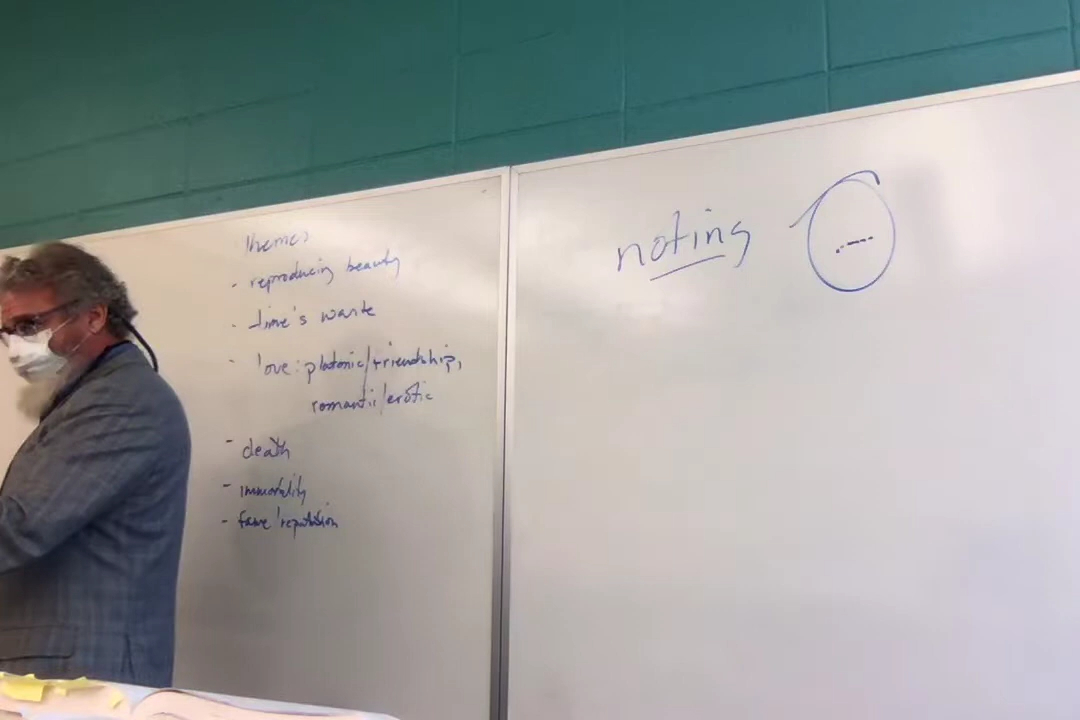 themes
- reproducing beauty
- time's waste
- love: platonic/friendship,
romantic/erotic
- death
- immortality
- fame/reputation
noting